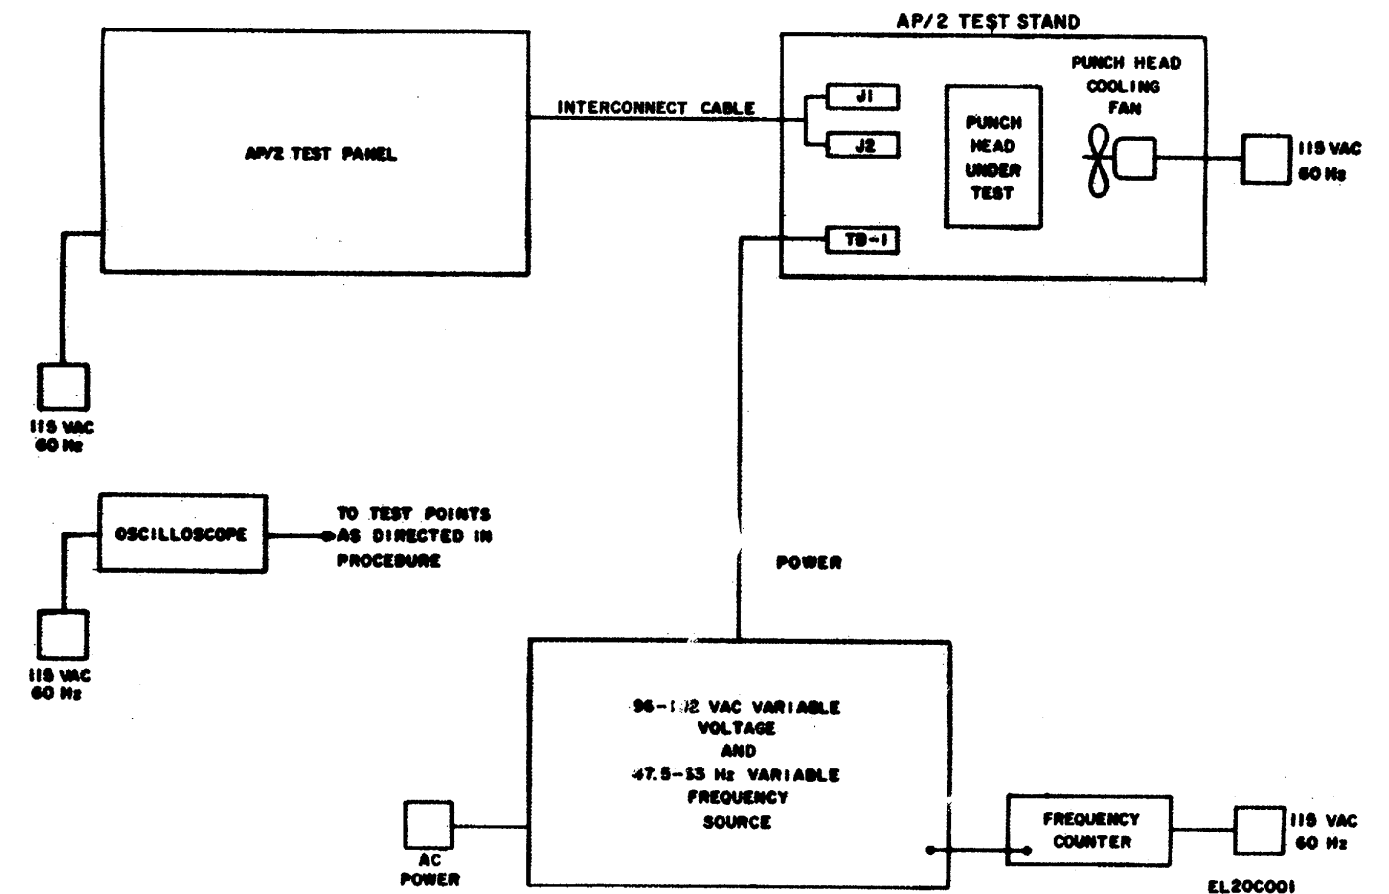 AP/2 TEST STAND
PUNCH HEAD
COOLING
FAN
INTERCONNECT CABLE
J1
J2
PUNCH
HEAD
UNDER
TEST
AP/2 TEST PANEL
115 VAC
60 Hz
TB-1
115 VAC
60 Hz
OSCILLOSCOPE
TO TEST POINTS
AS DIRECTED IN
PROCEDURE
POWER
115 VAC
60 Hz
VAC VARIABLE
VOLTAGE
AND
Hz VARIABLE
FREQUENCY
SOURCE
AC
POWER
FREQUENCY
COUNTER
115 VAC
60 Hz
EL2OC001